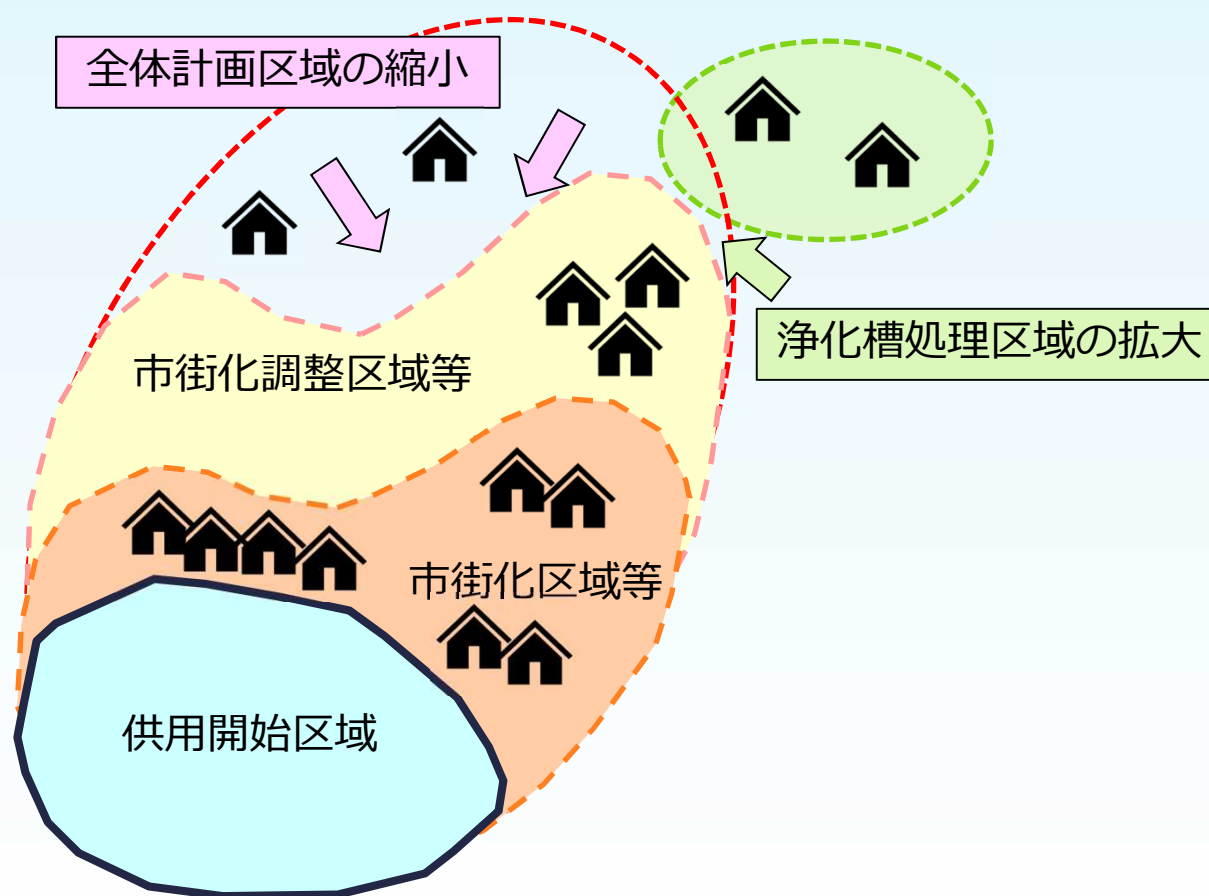 全体計画区域の縮小
浄化槽処理区域の拡大
市街化調整区域等
市街化区域等
供用開始区域